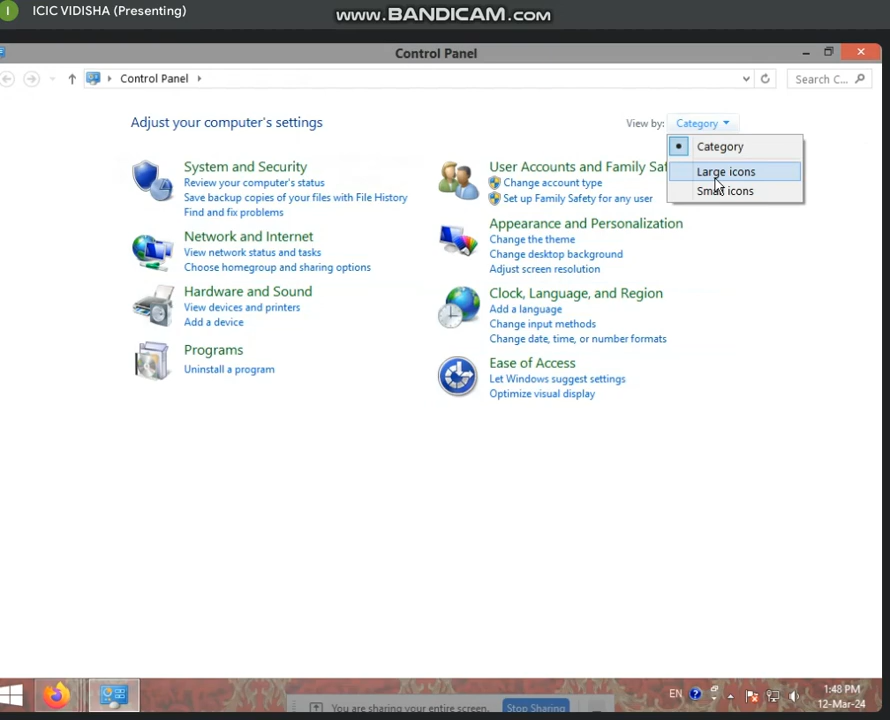 I ICIC VIDISHA (Presenting)
www.BANDICAM.com
Control Panel
Control Panel
Search C...
Adjust your computer's settings
View by: Category
Category
Large icons
Small icons
System and Security
Review your computer's status
Save backup copies of your files with File History
Find and fix problems
Network and Internet
View network status and tasks
Choose homegroup and sharing options
Hardware and Sound
View devices and printers
Add a device
Programs
Uninstall a program
User Accounts and Family Saf
Change account type
Set up Family Safety for any user
Appearance and Personalization
Change the theme
Change desktop background
Adjust screen resolution
Clock, Language, and Region
Add a language
Change input methods
Change date, time, or number formats
Ease of Access
Let Windows suggest settings
Optimize visual display
You are sharing your entire screen.
Stop Sharing
EN
1:48 PM
12-Mar-24